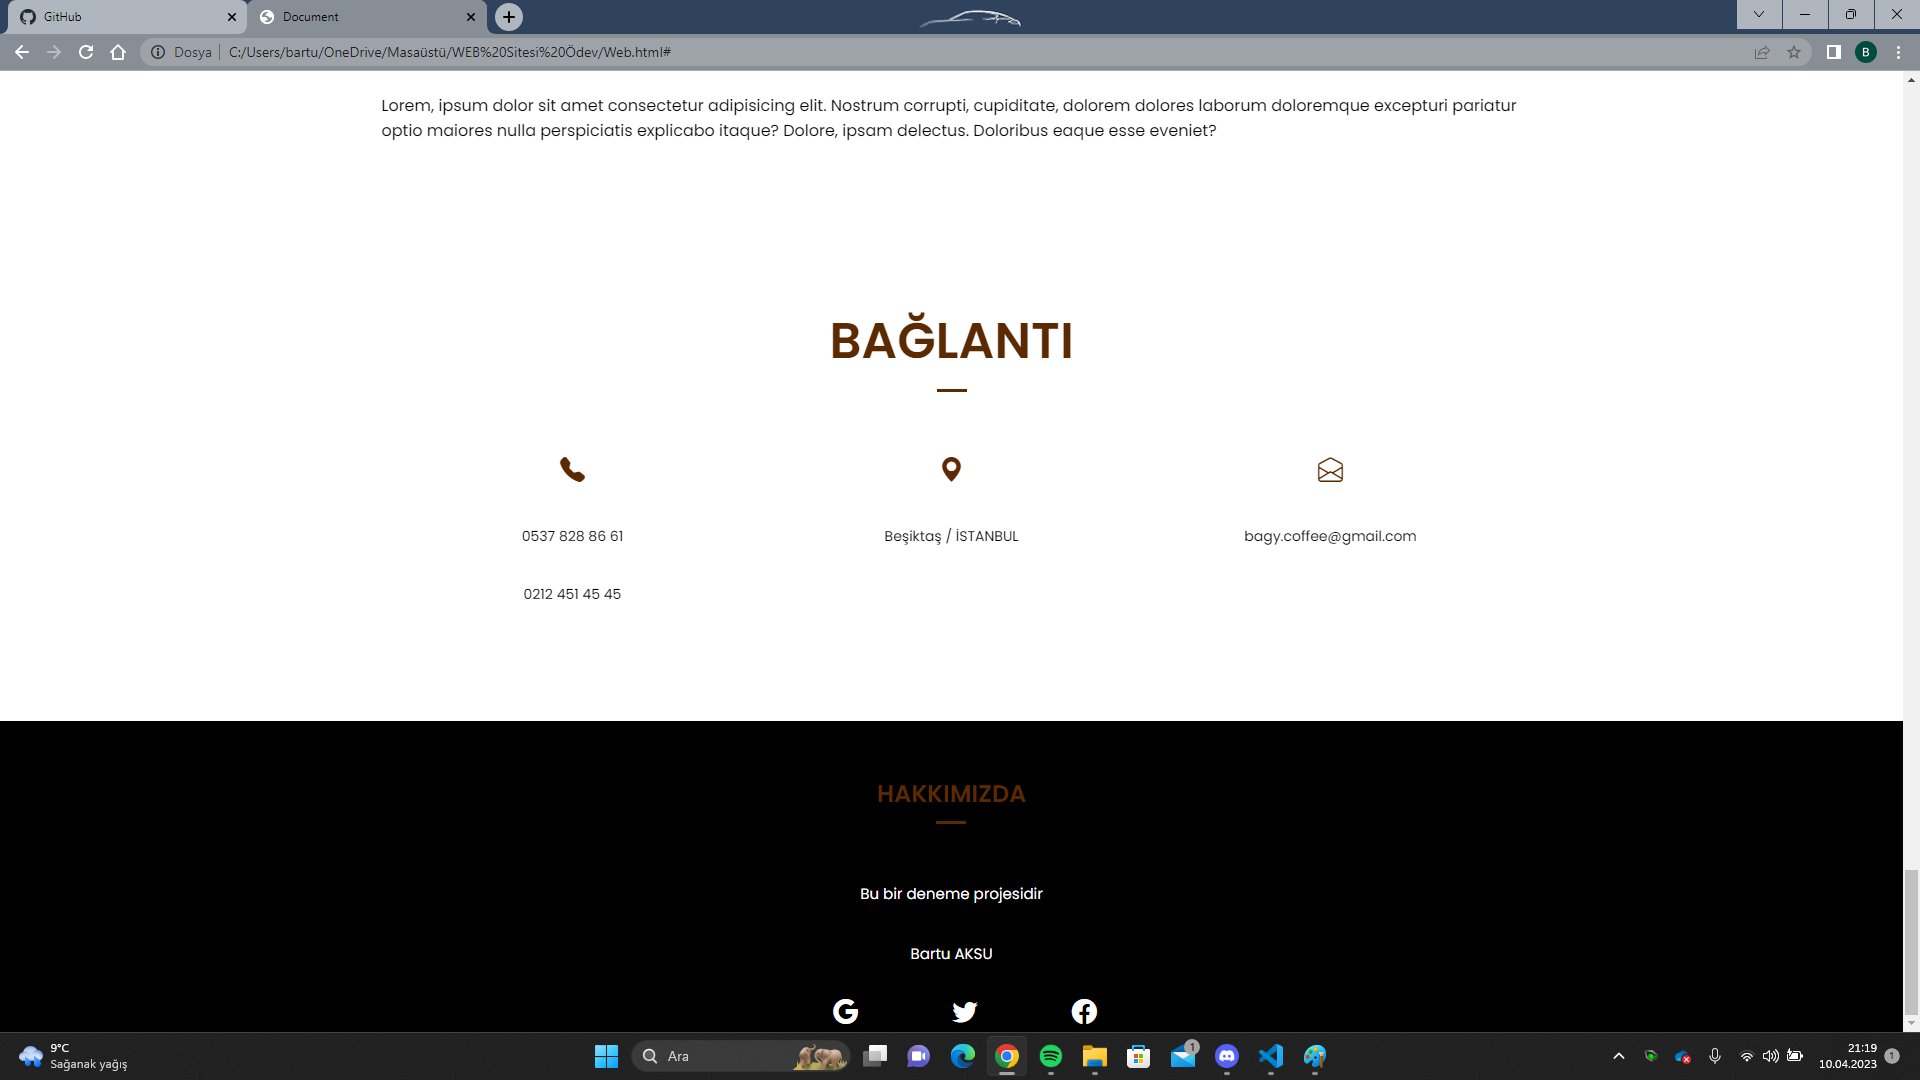 GitHub
Document
Dosya
C:/Users/bartu/OneDrive/Masaüstü/WEB%20Sitesi%20Ödev/Web.html#
B
Lorem, ipsum dolor sit amet consectetur adipisicing elit. Nostrum corrupti, cupiditate, dolorem dolores laborum doloremque excepturi pariatur
optio maiores nulla perspiciatis explicabo itaque? Dolore, ipsam delectus. Doloribus eaque esse eveniet?
BAĞLANTI
0537 828 86 61
Beşiktaş / İSTANBUL
bagy.coffee@gmail.com
0212 451 45 45
HAKKIMIZDA
Bu bir deneme projesidir
Bartu AKSU
9°C
Sağanak yağış
Ara
1
21:19
10.04.2023
1